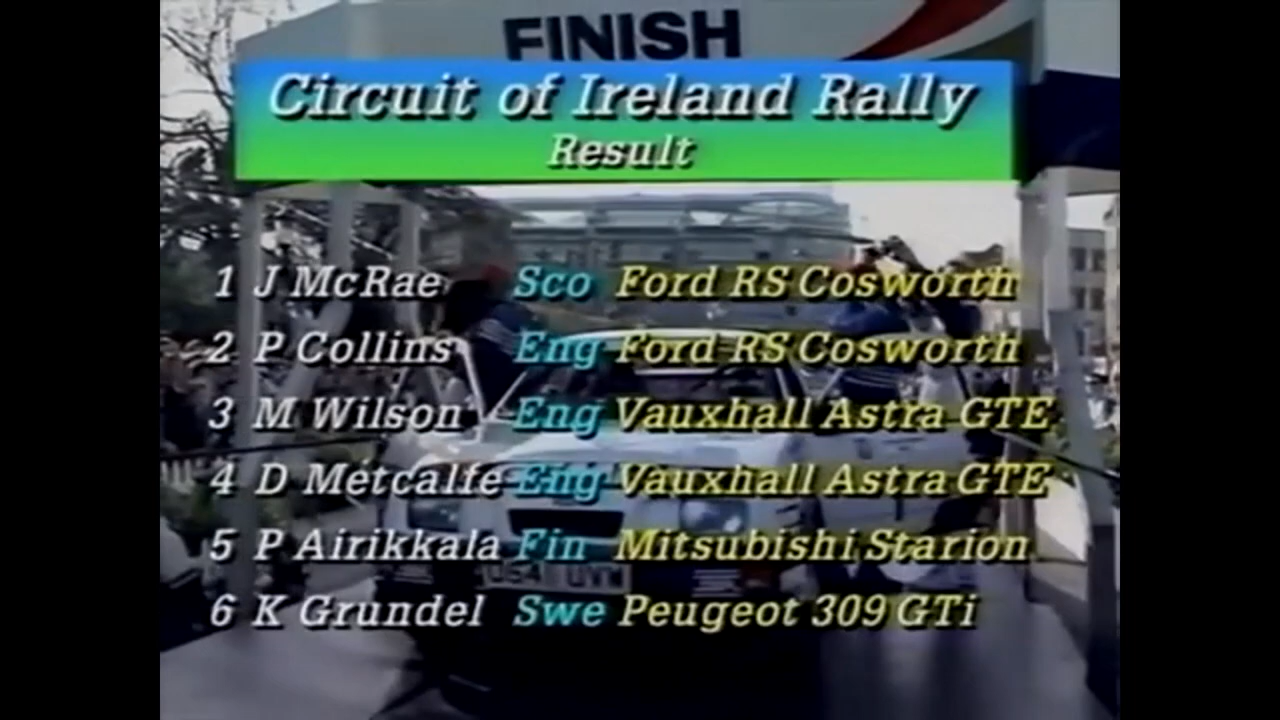 FINISH
Circuit of Ireland Rally
Result
1 J McRae Sco Ford RS Cosworth
2 P Collins Eng Ford RS Cosworth
3 M Wilson Eng Vauxhall Astra GTE
4 D Metcalfe Eng Vauxhall Astra GTE
5 P Airikkala Fin Mitsubishi Starion
6 K Grundel Swe Peugeot 309 GTi